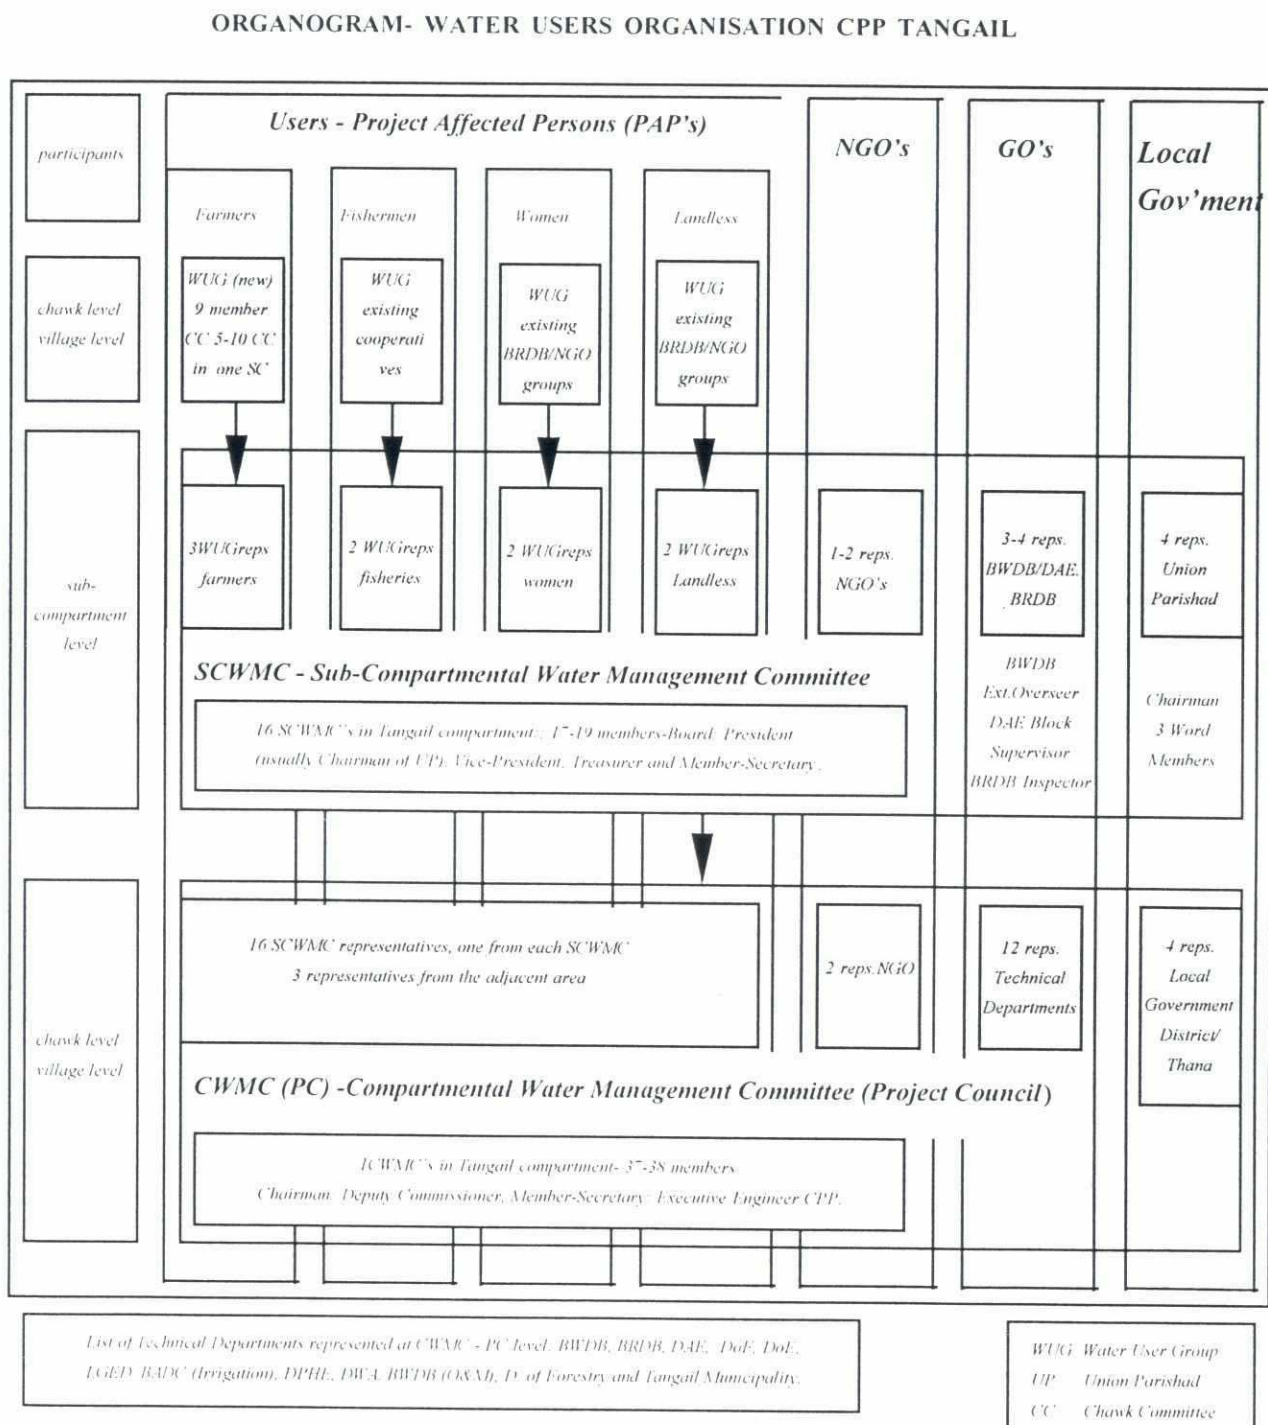 ORGANOGRAM- WATER USERS ORGANISATION CPP TANGAIL
participants
Users - Project Affected Persons (PAP's)
NGO's
GO's
Local
Gov'ment
Farmers
Fishermen
Women
Landless
chawk level
village level
WUG (new)
9 member
CC 5-10 CC
in one SC
WUG
existing
cooperati
ves
WUG
existing
BRDB/NGO
groups
WUG
existing
BRDB/NGO
groups
sub-
compartment
level
3WUGreps
farmers
2 WUGreps
fisheries
2 WUGreps
women
2 WUGreps
Landless
1-2 reps.
NGO's
3-4 reps.
BWDB/DAE.
BRDB
4 reps.
Union
Parishad
SCWMC - Sub-Compartmental Water Management Committee
16 SCWMC's in Tangail compartment:; 17-19 members-Board: President
(usually Chairman of UP), Vice-President, Treasurer and Member-Secretary.
BWDB
Ext.Overseer
DAE Block
Supervisor
BRDB Inspector
Chairman
3 Word
Members
chawk level
village level
16 SCWMC representatives, one from each SCWMC
3 representatives from the adjacent area
2 reps.NGO
12 reps.
Technical
Departments
4 reps.
Local
Government
District/
Thana
CWMC (PC) -Compartmental Water Management Committee (Project Council)
1CWMC's in Tangail compartment- 37-38 members
Chairman: Deputy Commissioner, Member-Secretary: Executive Engineer CPP.
List of Technical Departments represented at CWMC - PC level: BWDB, BRDB, DAE, DoF, DoE,
LGED, BADC (Irrigation), DPHE, DWA, BWDB (O&M), D. of Forestry and Tangail Municipality.
WUG Water User Group
UP Union Parishad
CC Chawk Committee